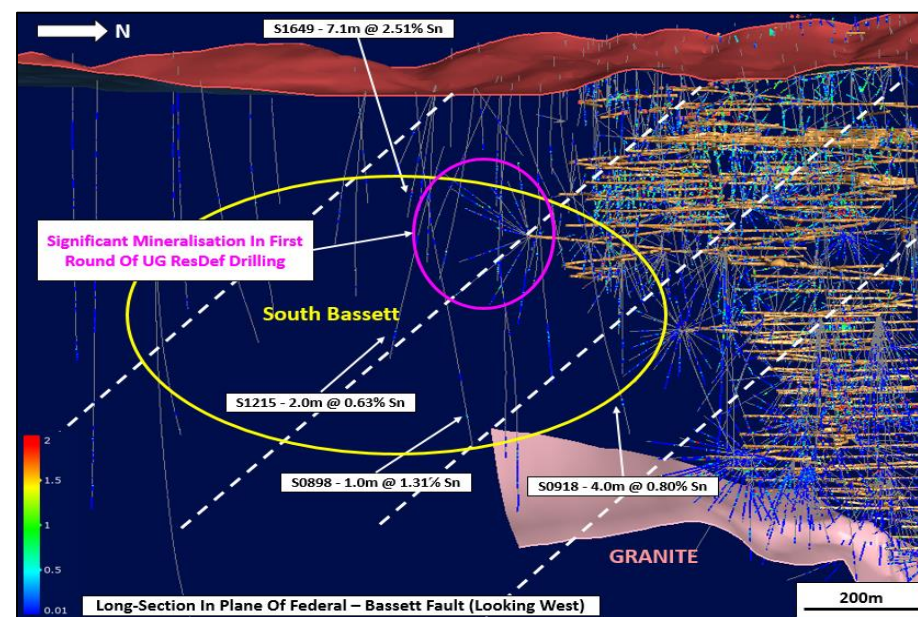 N
S1649 - 7.1m @ 2.51% Sn
Significant Mineralisation In First
Round Of UG ResDef Drilling
South Bassett
S1215 - 2.0m @ 0.63% Sn
S0898 - 1.0m @ 1.31% Sn
S0918 - 4.0m @ 0.80% Sn
GRANITE
2
1.5
1
0.5
0.01
Long-Section In Plane Of Federal – Bassett Fault (Looking West)
200m